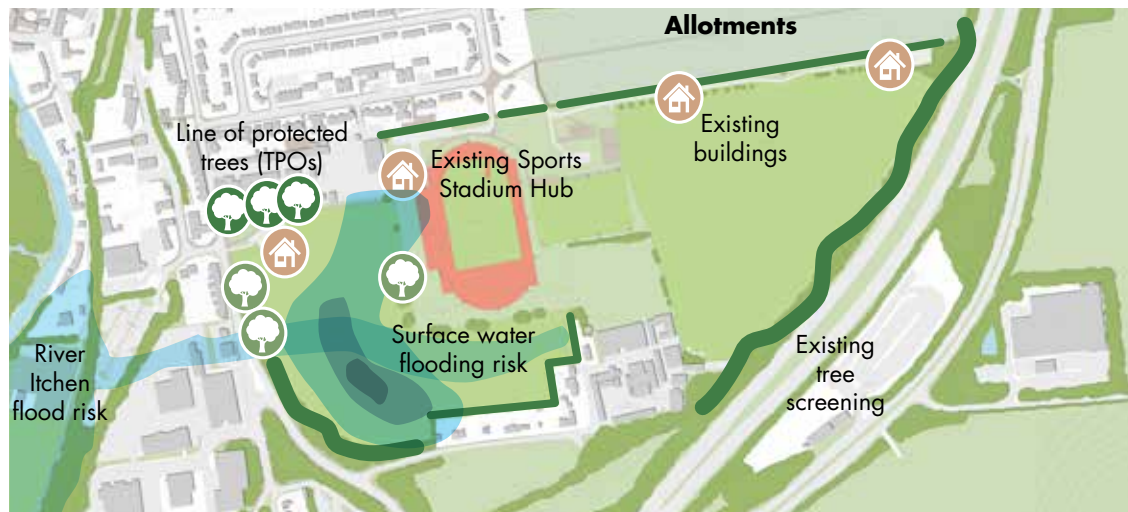 Allotments
Line of protected
trees (TPOs)
Existing Sports
Stadium Hub
Existing
buildings
Surface water
flooding risk
River
Itchen
flood risk
Existing
tree
screening